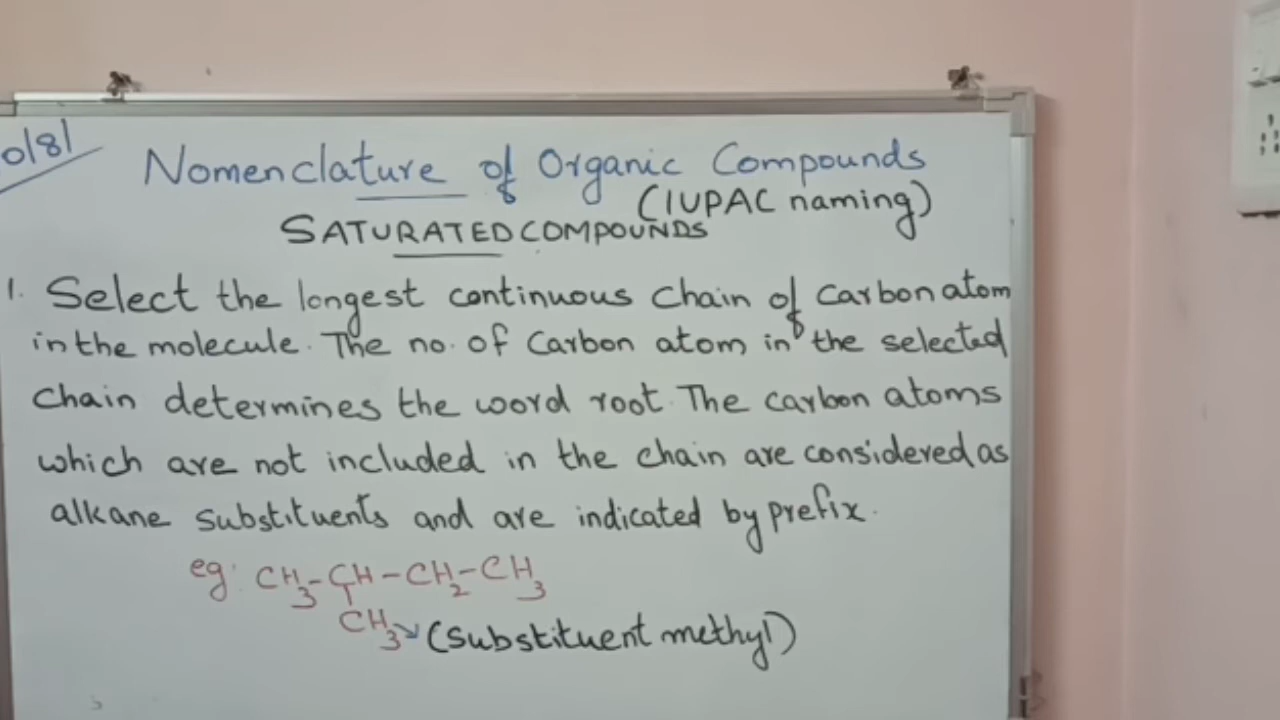 0/8/
Nomenclature of Organic Compounds
(IUPAC naming)
SATURATED COMPOUNDS
1. Select the longest continuous chain of carbon atom
in the molecule. The no. of Carbon atom in the selected
chain determines the word root. The carbon atoms
which are not included in the chain are considered as
alkane substituents and are indicated by prefix.
eg: CH₃-CH-CH₂-CH₃
CH₃ (Substituent methyl)